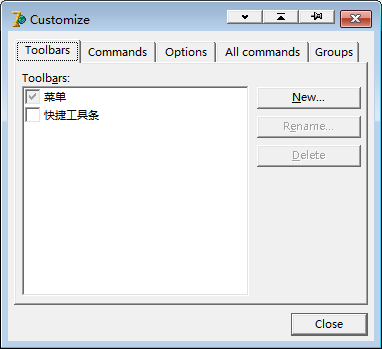 Customize
Toolbars
Commands
Options
All commands
Groups
Toolbars:
菜单
快捷工具条
New...
Rename...
Delete
Close